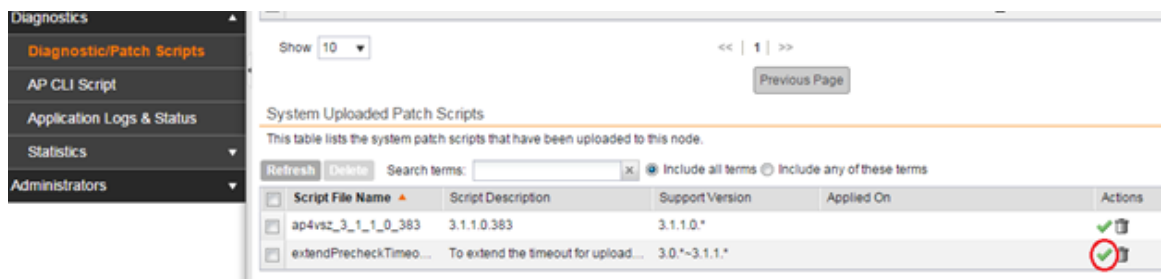 Diagnostics
Diagnostic/Patch Scripts
AP CLI Script
Application Logs & Status
Statistics
Administrators
Show 10
<< | 1 | >>
Previous Page
System Uploaded Patch Scripts
This table lists the system patch scripts that have been uploaded to this node.
Refresh Delete Search terms: x Include all terms Include any of these terms
Script File Name Script Description Support Version Applied On Actions
ap4vsz_3_1_1_0_383 3.1.1.0.383 3.1.1.0.*
extendPrecheckTimeo... To extend the timeout for upload... 3.0.*~3.1.1.*